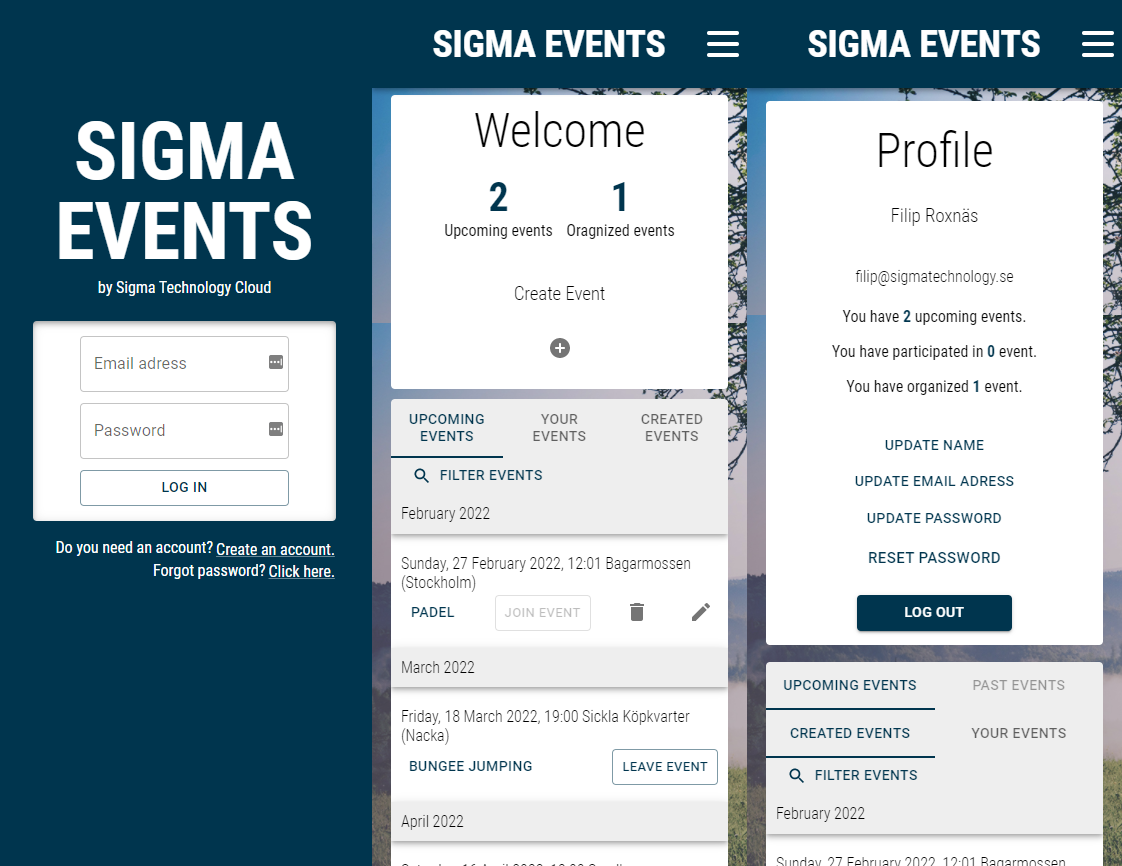 SIGMA
EVENTS
by Sigma Technology Cloud
Email adress
Password
LOG IN
Do you need an account? Create an account.
Forgot password? Click here.
SIGMA EVENTS
Welcome
2 1
Upcoming events Oragnized events
Create Event
UPCOMING EVENTS
YOUR EVENTS
CREATED EVENTS
FILTER EVENTS
February 2022
Sunday, 27 February 2022, 12:01 Bagarmossen
(Stockholm)
PADEL JOIN EVENT
March 2022
Friday, 18 March 2022, 19:00 Sickla Köpkvarter
(Nacka)
BUNGEE JUMPING LEAVE EVENT
April 2022
SIGMA EVENTS
Profile
Filip Roxnäs
filip@sigmatechnology.se
You have 2 upcoming events.
You have participated in 0 event.
You have organized 1 event.
UPDATE NAME
UPDATE EMAIL ADRESS
UPDATE PASSWORD
RESET PASSWORD
LOG OUT
UPCOMING EVENTS PAST EVENTS
CREATED EVENTS YOUR EVENTS
FILTER EVENTS
February 2022
Sunday, 27 February 2022, 12:01 Bagarmossen